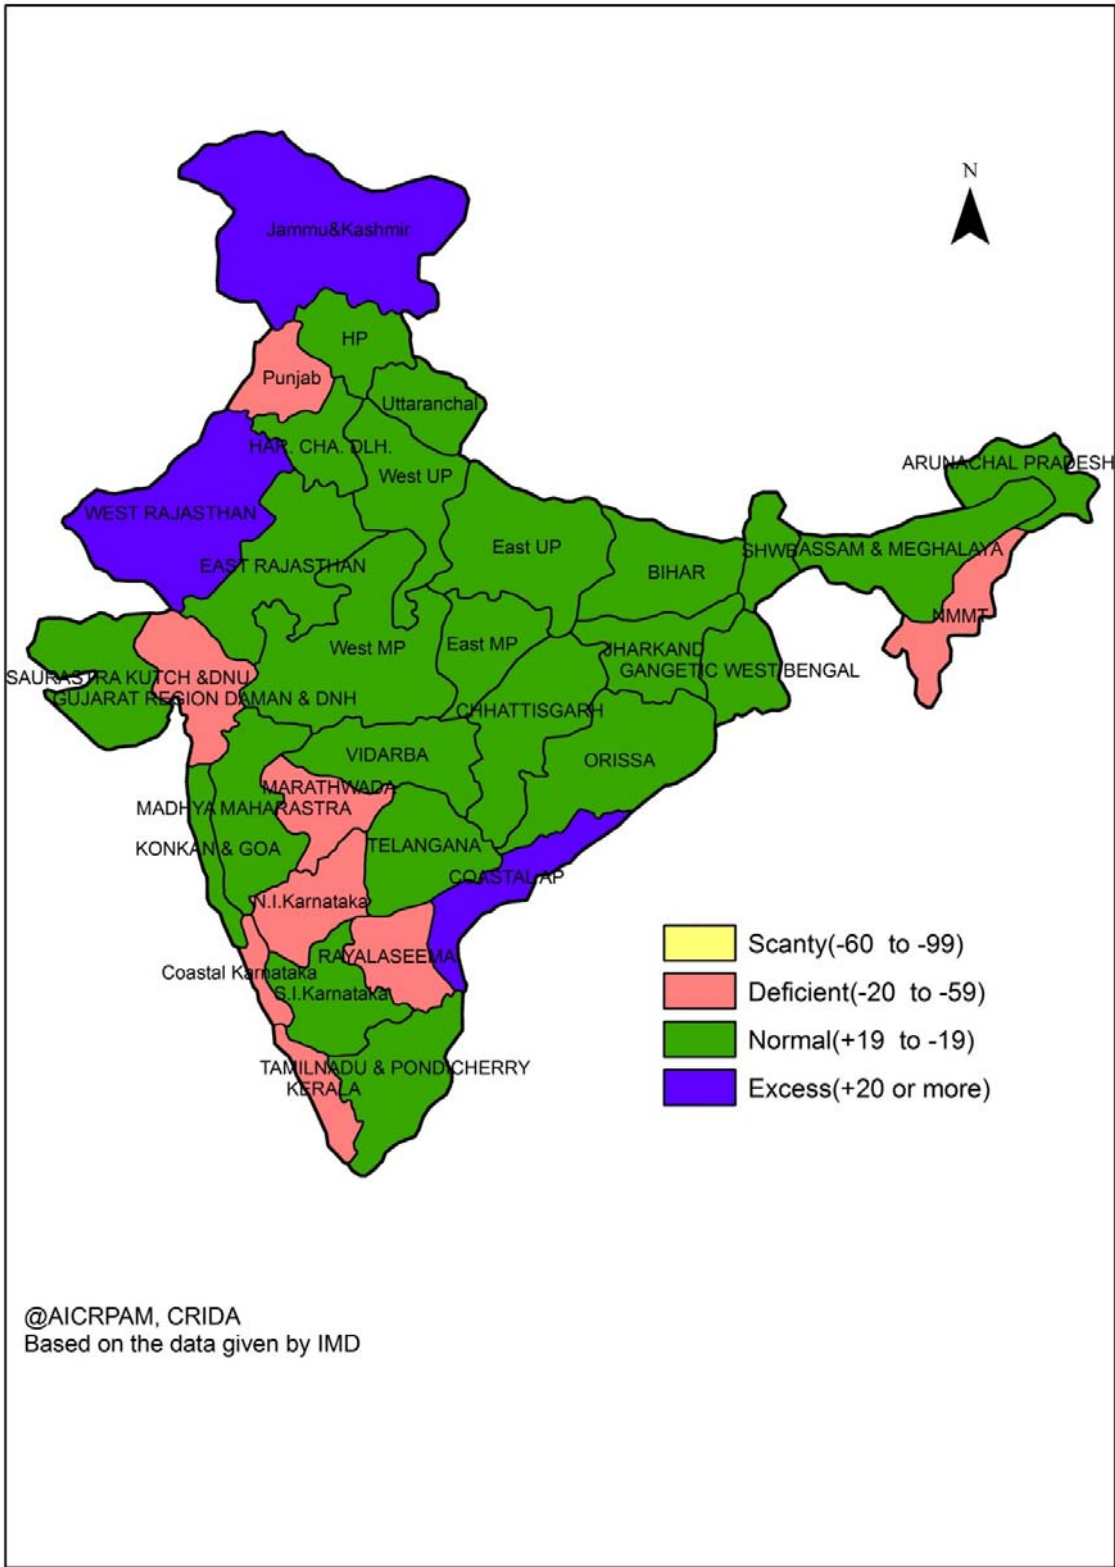 N
Jammu&Kashmir
HP
Punjab
Uttaranchal
HAR. CHA. DLH.
ARUNACHAL PRADESH
West UP
WEST RAJASTHAN
East UP
SHWB
ASSAM & MEGHALAYA
EAST RAJASTHAN
BIHAR
NMMT
West MP
East MP
JHARKAND
GANGETIC WEST BENGAL
SAURASTRA KUTCH &DNU
GUJARAT REGION DAMAN & DNH
CHHATTISGARH
VIDARBA
ORISSA
MARATHWADA
MADHYA MAHARASTRA
KONKAN & GOA
TELANGANA
COASTAL AP
N.I.Karnataka
RAYALASEEMA
Coastal Karnataka
S.I.Karnataka
TAMILNADU & PONDICHERRY
KERALA
Scanty(-60 to -99)
Deficient(-20 to -59)
Normal(+19 to -19)
Excess(+20 or more)
@AICRPAM, CRIDA
Based on the data given by IMD